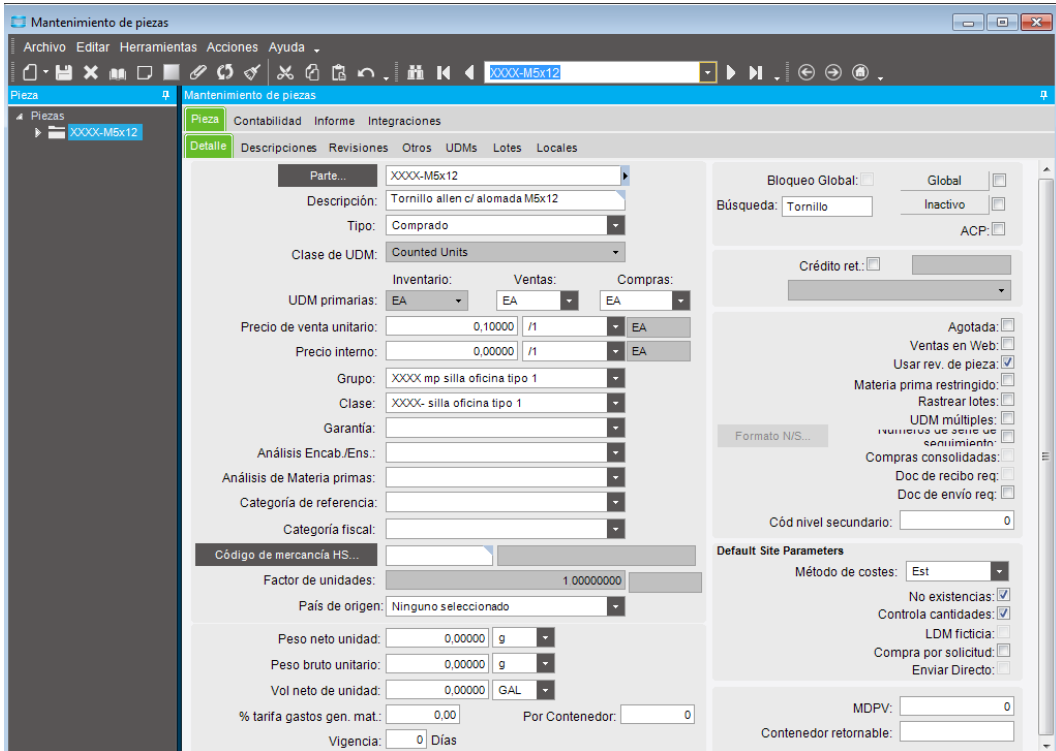 Mantenimiento de piezas
Archivo Editar Herramientas Acciones Ayuda
XXXX-M5x12
Pieza
Mantenimiento de piezas
Piezas
XXXX-M5x12
Pieza Contabilidad Informe Integraciones
Detalle Descripciones Revisiones Otros UDMs Lotes Locales
Parte... XXXX-M5x12
Descripción: Tornillo allen c/ alomada M5x12
Tipo: Comprado
Clase de UDM: Counted Units
Inventario: Ventas: Compras:
UDM primarias: EA EA EA
Precio de venta unitario: 0,10000 /1 EA
Precio interno: 0,00000 /1 EA
Grupo: XXXX mp silla oficina tipo 1
Clase: XXXX- silla oficina tipo 1
Garantía:
Análisis Encab./Ens.:
Análisis de Materia primas:
Categoría de referencia:
Categoría fiscal:
Código de mercancía HS...
Factor de unidades: 1 00000000
País de origen: Ninguno seleccionado
Peso neto unidad: 0,00000 g
Peso bruto unitario: 0,00000 g
Vol neto de unidad: 0,00000 GAL
% tarifa gastos gen. mat.: 0,00 Por Contenedor: 0
Vigencia: 0 Días
Bloqueo Global: Global
Búsqueda: Tornillo Inactivo
ACP:
Crédito ret.:
Agotada:
Ventas en Web:
Usar rev. de pieza:
Materia prima restringido:
Rastrear lotes:
UDM múltiples:
Formato N/S... Números de serie de
seguimiento:
Compras consolidadas:
Doc de recibo req:
Doc de envío req:
Cód nivel secundario: 0
Default Site Parameters
Método de costes: Est
No existencias:
Controla cantidades:
LDM ficticia:
Compra por solicitud:
Enviar Directo:
MDPV: 0
Contenedor retornable: